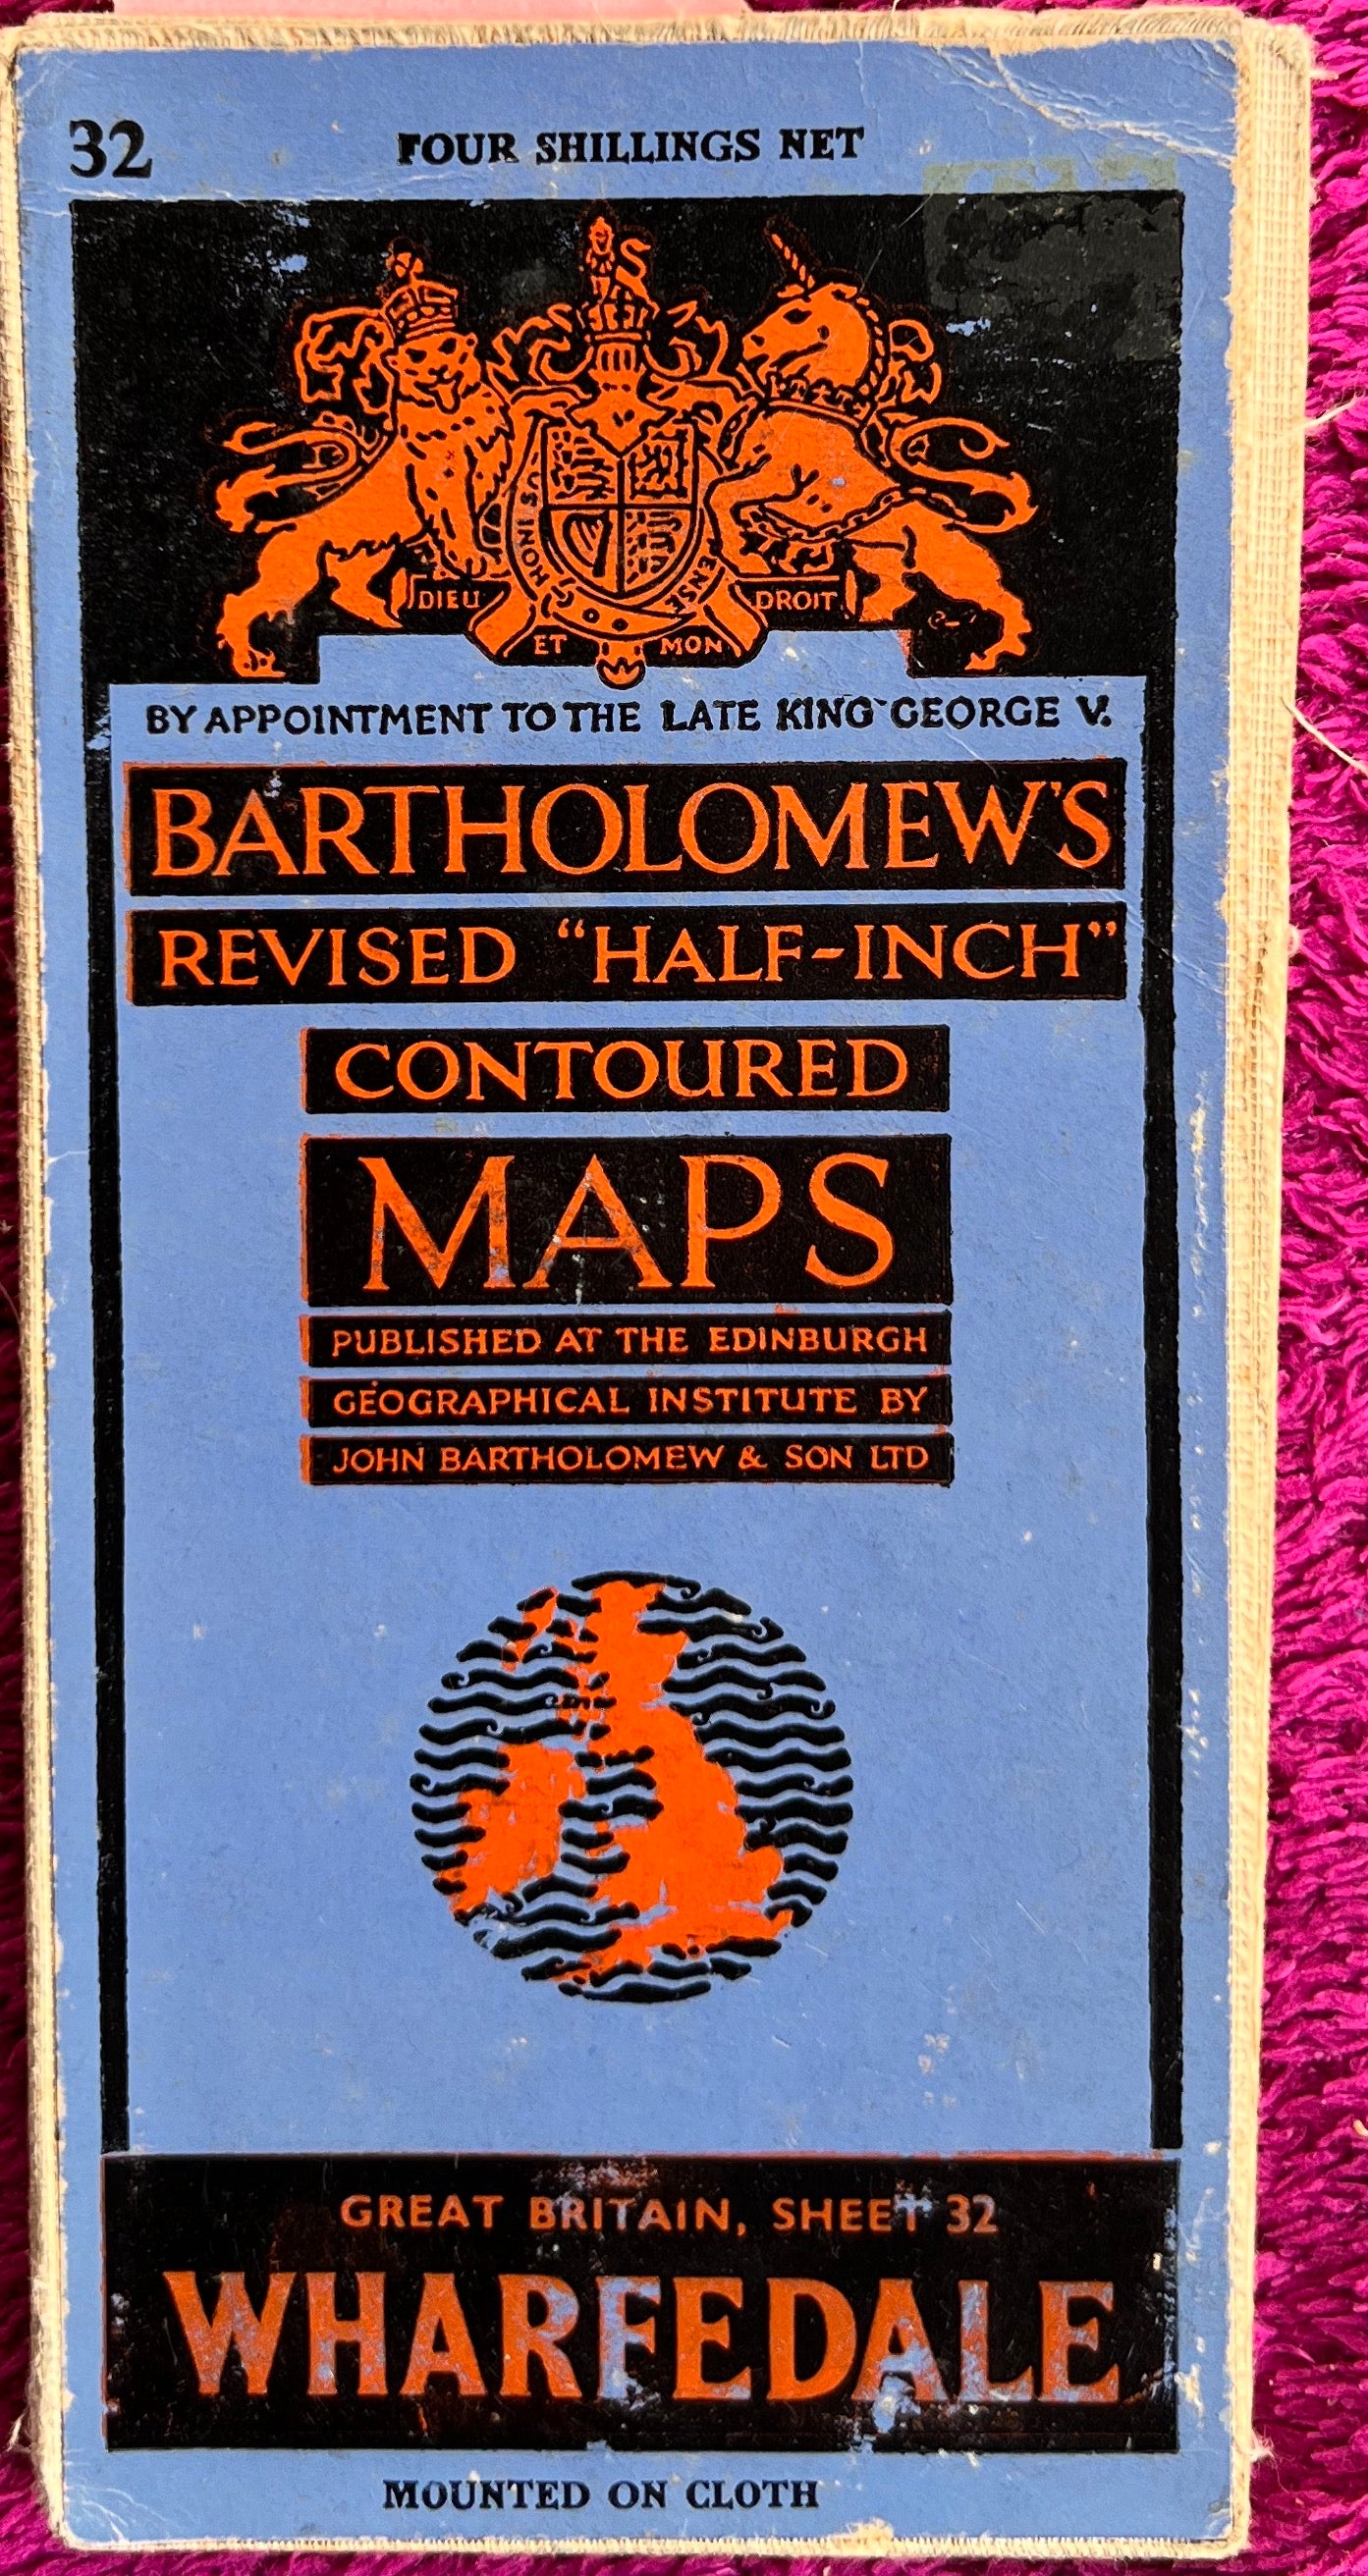 32
FOUR SHILLINGS NET
HONI S
ENSE
DIEU
DROIT
ET
MON
BY APPOINTMENT TO THE LATE KING GEORGE V.
BARTHOLOMEW'S
REVISED “HALF-INCH”
CONTOURED
MAPS
PUBLISHED AT THE EDINBURGH
GEOGRAPHICAL INSTITUTE BY
JOHN BARTHOLOMEW & SON LTD
GREAT BRITAIN, SHEET 32
WHARFEDALE
MOUNTED ON CLOTH